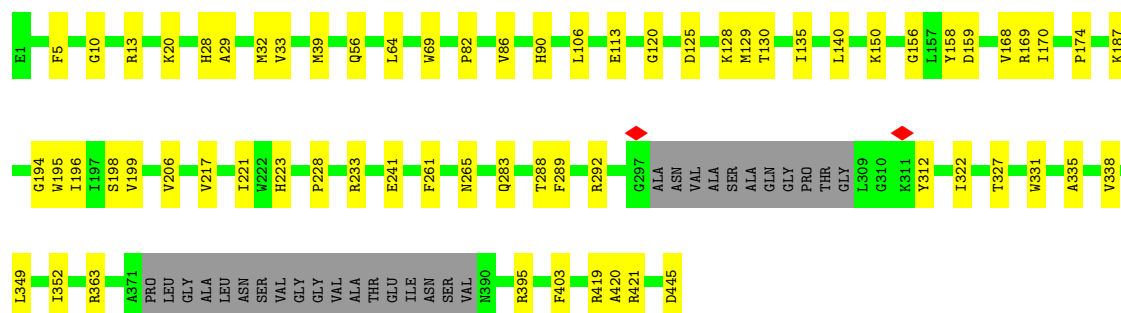 E1 F5 G10 R13 K20 H28 A29 M32 V33 M39 Q56 L64 W69 P82 V86 H90 L106 E113 G120 D125 K128 M129 T130 I135 L140 K150 G156 L157 Y158 D159 V168 R169 I170 P174 K187
G194 W195 I196 I197 S198 V199 V206 V217 I221 W222 H223 P228 R233 E241 F261 N265 Q283 T288 F289 R292 G297 ALA ASN VAL ALA SER ALA GLN GLY PRO THR GLY L309 G310 K311 Y312 I322 T327 W331 A335 V338
L349 I352 R363 A371 PRO LEU GLY ALA LEU ASN SER VAL GLY GLY VAL ALA THR GLU ILE ASN SER VAL N390 R395 F403 R419 A420 R421 D445